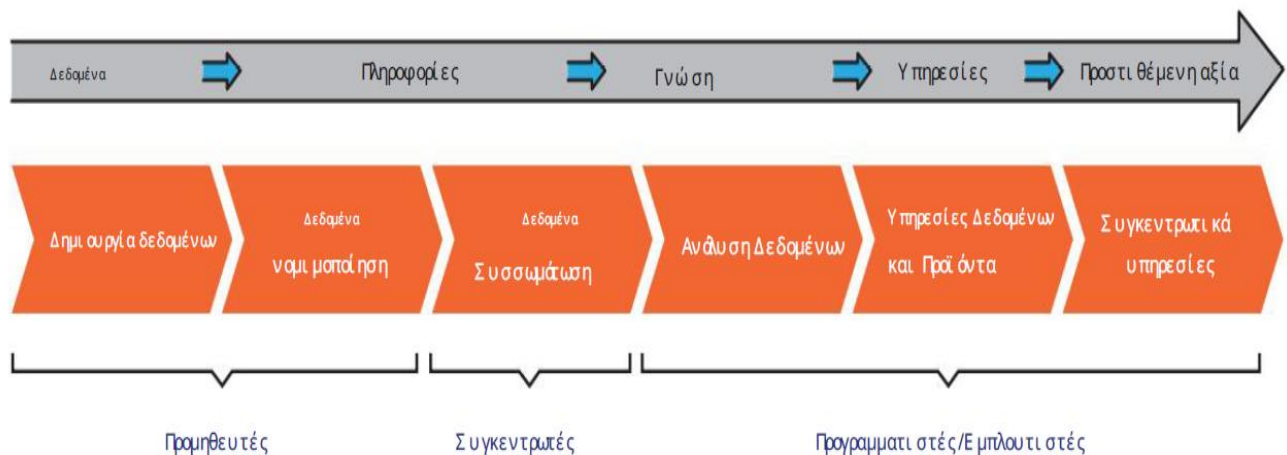 Δεδομένα Πληροφορίες Γνώση Υπηρεσίες Προστιθέμενη αξία
Δημιουργία δεδομένων
Δεδομένα
νομιμοποίηση
Δεδομένα
Συσσωμάτωση
Ανάλυση Δεδομένων
Υπηρεσίες Δεδομένων
και Προϊόντα
Συγκεντρωτικά
υπηρεσίες
Προμηθευτές Συγκεντρωτές Προγραμματιστές/Εμπλουτιστές